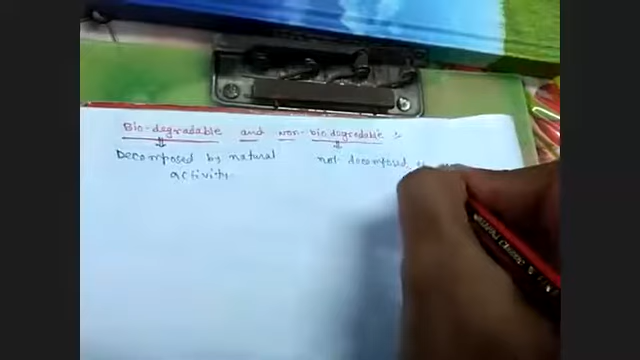 Bio-degradable and non-biodegradable :
Decomposed by natural
activity
not decomposed